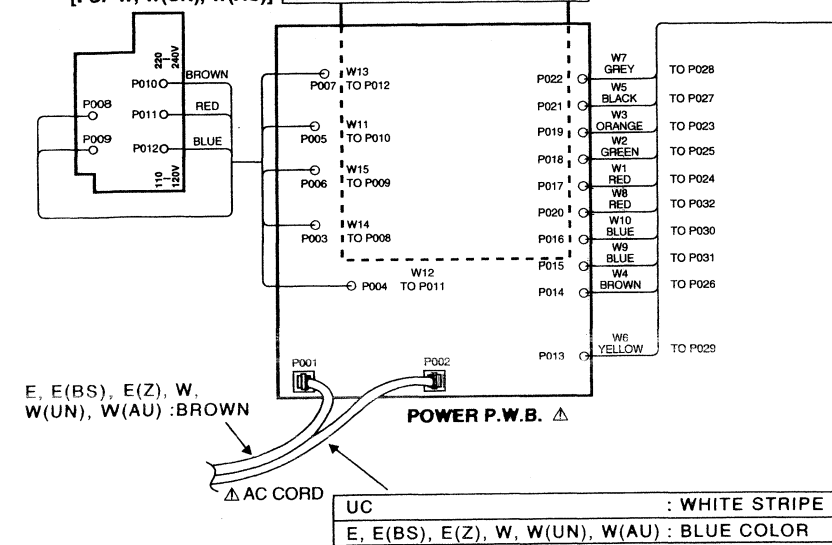 220
240V
P010 BROWN
P008
P011 RED
P009
P012 BLUE
110
120V
P007
W13
TO P012
P005
W11
TO P010
P006
W15
TO P009
P003
W14
TO P008
P004
W12
TO P011
P022 W7 GREY TO P028
P021 W5 BLACK TO P027
P019 W3 ORANGE TO P023
P018 W2 GREEN TO P025
P017 W1 RED TO P024
P020 W8 RED TO P032
P016 W10 BLUE TO P030
P015 W9 BLUE TO P031
P014 W4 BROWN TO P026
P013 W6 YELLOW TO P029
P001
P002
POWER P.W.B. ⚠
E, E(BS), E(Z), W,
W(UN), W(AU) :BROWN
⚠ AC CORD
UC : WHITE STRIPE
E, E(BS), E(Z), W, W(UN), W(AU) : BLUE COLOR